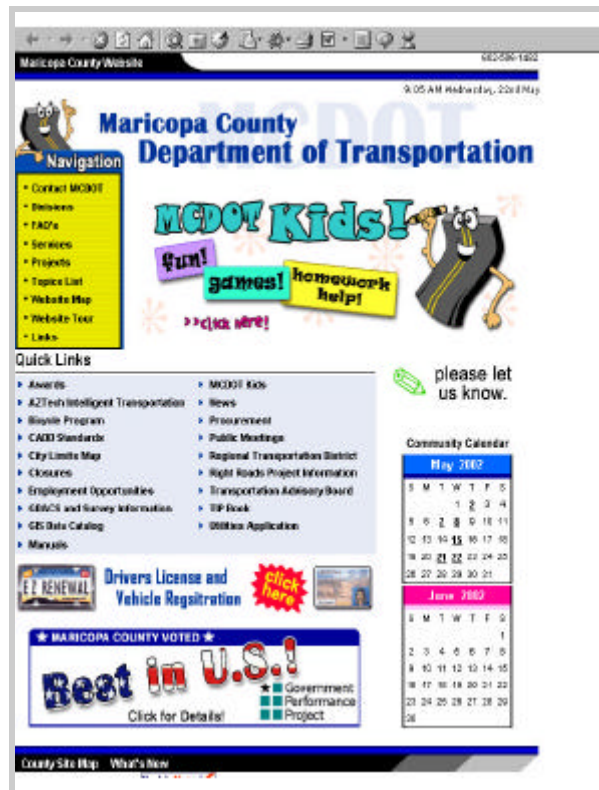 Maricopa County Website
602-506-1492
9:05 AM Wednesday, 22nd May
MCDOT
Maricopa County
Department of Transportation
Navigation
Contact MCDOT
Divisions
FAQ's
Services
Projects
Topics List
Website Map
Website Tour
Links
MCDOT Kids!
fun!
games!
homework
help!
>>click here!
Quick Links
Awards
AZTech Intelligent Transportation
Bicycle Program
CADD Standards
City Limits Map
Closures
Employment Opportunities
GDACS and Survey Information
GIS Data Catalog
Manuals
MCDOT Kids
News
Procurement
Public Meetings
Regional Transportation District
Right Roads Project Information
Transportation Advisory Board
TIP Book
Utilities Application
please let
us know.
Community Calendar
May 2002
S M T W T F S
1 2 3 4
5 6 7 8 9 10 11
12 13 14 15 16 17 18
19 20 21 22 23 24 25
26 27 28 29 30 31
June 2002
S M T W T F S
1
2 3 4 5 6 7 8
9 10 11 12 13 14 15
16 17 18 19 20 21 22
23 24 25 26 27 28 29
30
EZ RENEWAL
Drivers License and
Vehicle Regsitration
click
here
★ MARICOPA COUNTY VOTED ★
Best in U.S.!
Government
Performance
Project
Click for Details!
County Site Map What's New